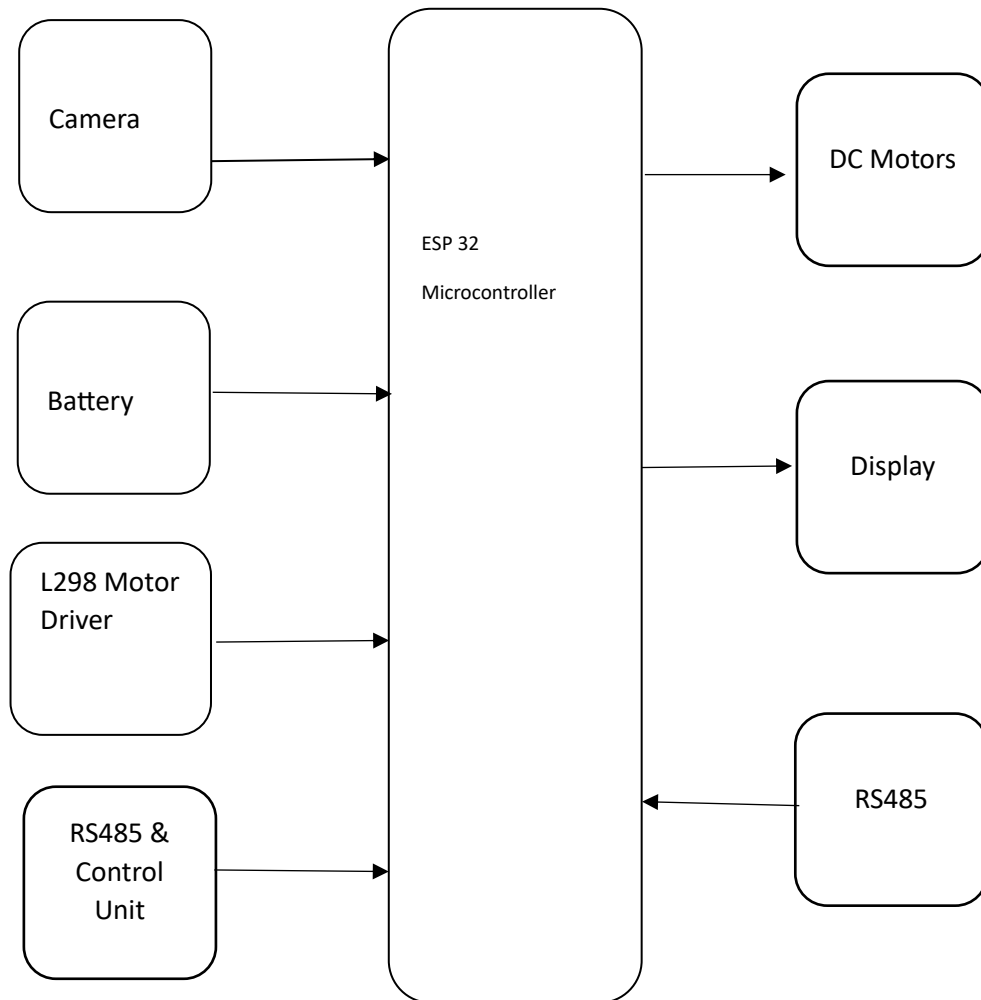 Camera
Battery
L298 Motor
Driver
RS485 &
Control
Unit
ESP 32
Microcontroller
DC Motors
Display
RS485